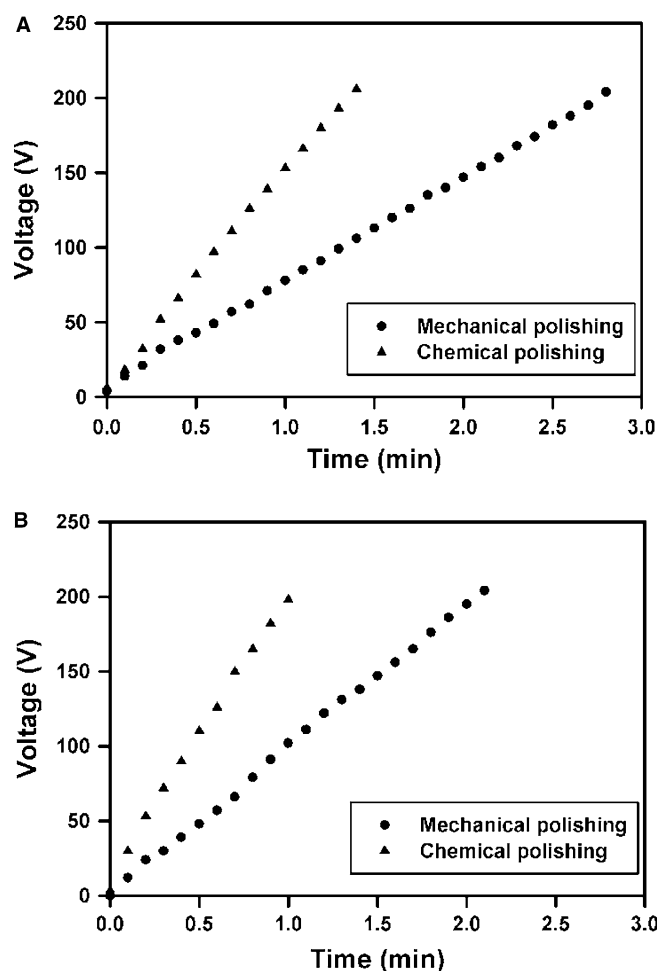 A
250
200
150
100
50
0
Voltage (V)
Mechanical polishing
Chemical polishing
0.0 0.5 1.0 1.5 2.0 2.5 3.0
Time (min)
B
250
200
150
100
50
0
Voltage (V)
Mechanical polishing
Chemical polishing
0.0 0.5 1.0 1.5 2.0 2.5 3.0
Time (min)